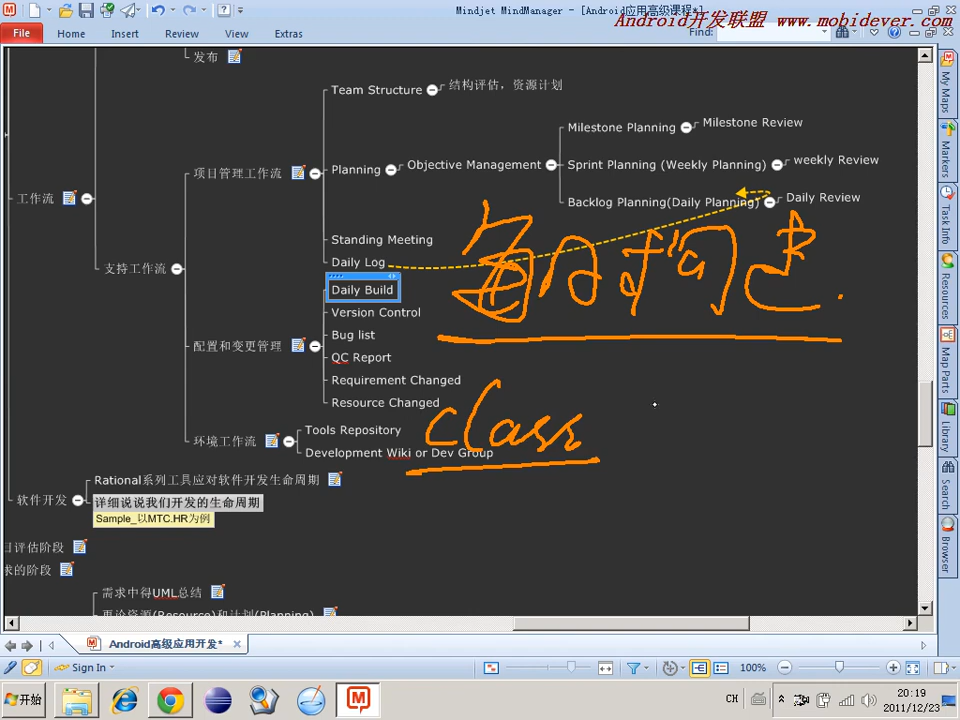 Mindjet MindManager - [Android应用高级课程*]
Android开发联盟 www.mobidever.com
File Home Insert Review View Extras Find:
发布
Team Structure 结构评估，资源计划
Milestone Planning Milestone Review
项目管理工作流 Planning Objective Management Sprint Planning (Weekly Planning) weekly Review
工作流 Backlog Planning(Daily Planning) Daily Review
Standing Meeting
支持工作流 Daily Log
Daily Build
Version Control
配置和变更管理 Bug list
QC Report
Requirement Changed
Resource Changed
class
环境工作流 Tools Repository
Development Wiki or Dev Group
软件开发 Rational系列工具应对软件开发生命周期
详细说说我们开发的生命周期
Sample_以MTC.HR为例
目评估阶段
求的阶段
需求中得UML总结
再论资源(Resource)和计划(Planning)
My Maps
Markers
Task Info
Resources
Map Parts
Library
Search
Browser
Android高级应用开发*
Sign In 100%
开始 CH 20:19
2011/12/23